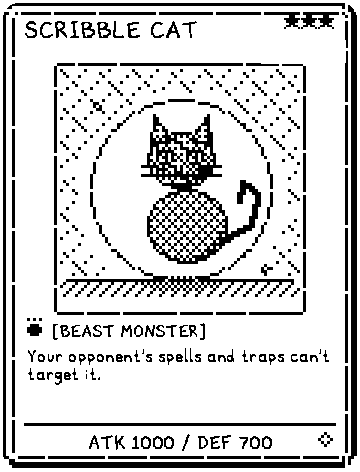 SCRIBBLE CAT
[BEAST MONSTER]
Your opponent's spells and traps can't
target it.
ATK 1000 / DEF 700